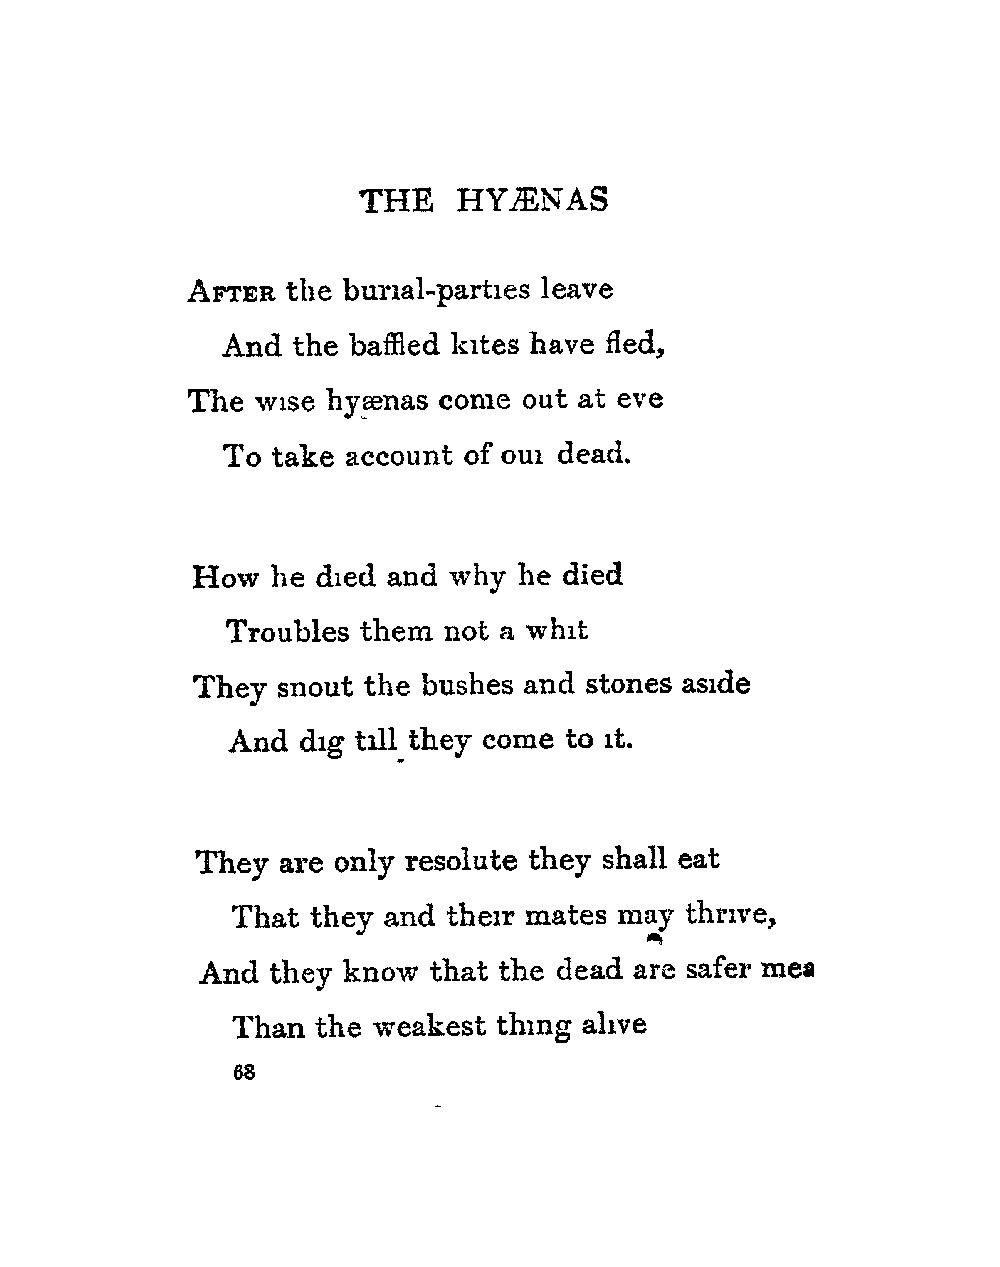 THE HYÆNAS
AFTER the burial-parties leave
And the baffled kites have fled,
The wise hyænas come out at eve
To take account of our dead.
How he died and why he died
Troubles them not a whit
They snout the bushes and stones aside
And dig till they come to it.
They are only resolute they shall eat
That they and their mates may thrive,
And they know that the dead are safer mea
Than the weakest thing alive
68